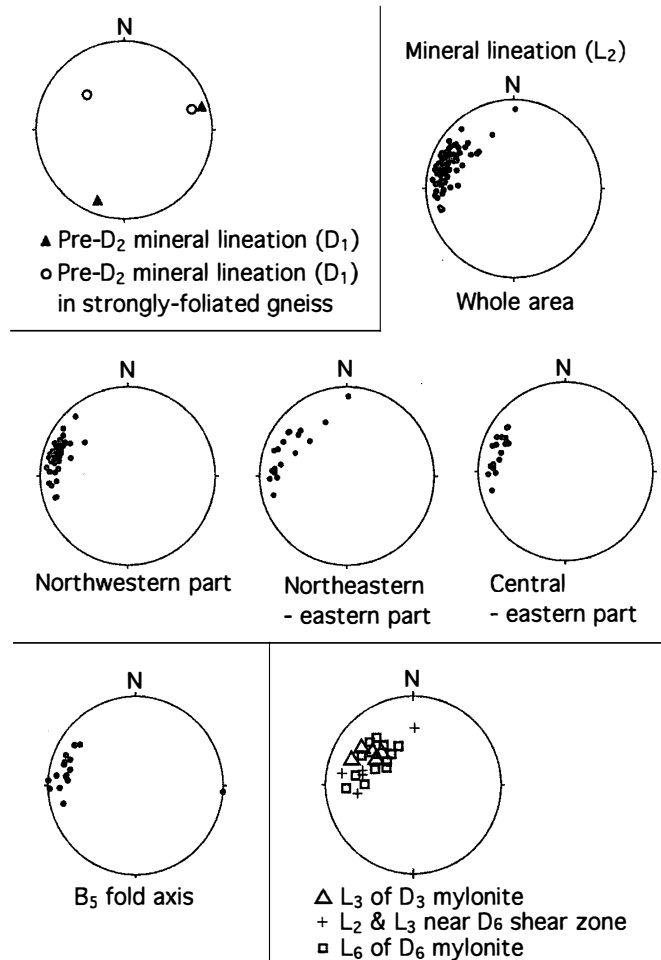 N
▲ Pre-D₂ mineral lineation (D₁)
○ Pre-D₂ mineral lineation (D₁)
in strongly-foliated gneiss
Mineral lineation (L₂)
N
Whole area
N
Northwestern part
N
Northeastern
- eastern part
N
Central
- eastern part
N
B₅ fold axis
N
△ L₃ of D₃ mylonite
+ L₂ & L₃ near D₆ shear zone
□ L₆ of D₆ mylonite